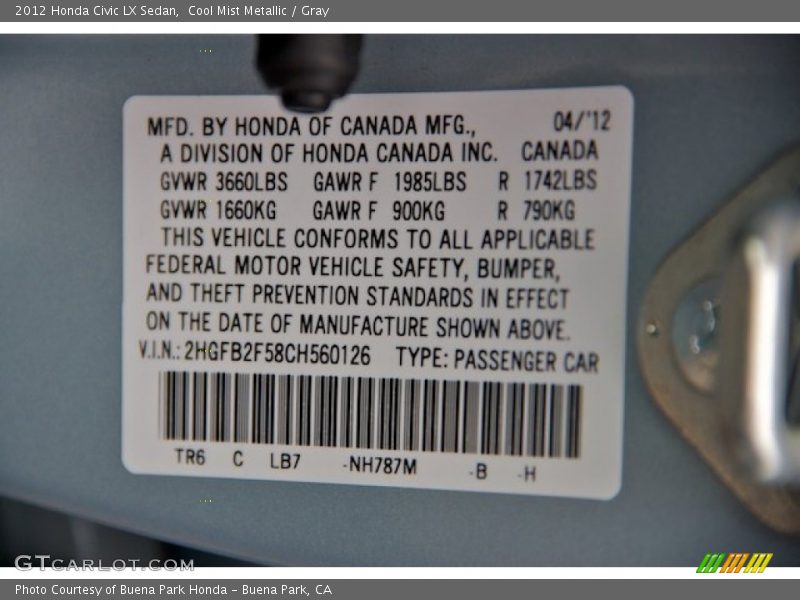 2012 Honda Civic LX Sedan,  Cool Mist Metallic / Gray
MFD. BY HONDA OF CANADA MFG., 04/'12
A DIVISION OF HONDA CANADA INC. CANADA
GVWR 3660LBS GAWR F 1985LBS R 1742LBS
GVWR 1660KG GAWR F 900KG R 790KG
THIS VEHICLE CONFORMS TO ALL APPLICABLE
FEDERAL MOTOR VEHICLE SAFETY, BUMPER,
AND THEFT PREVENTION STANDARDS IN EFFECT
ON THE DATE OF MANUFACTURE SHOWN ABOVE.
V.I.N.: 2HGFB2F58CH560126 TYPE: PASSENGER CAR
TR6 C LB7 -NH787M -B -H
GTCARLOT.COM
Photo Courtesy of Buena Park Honda - Buena Park, CA